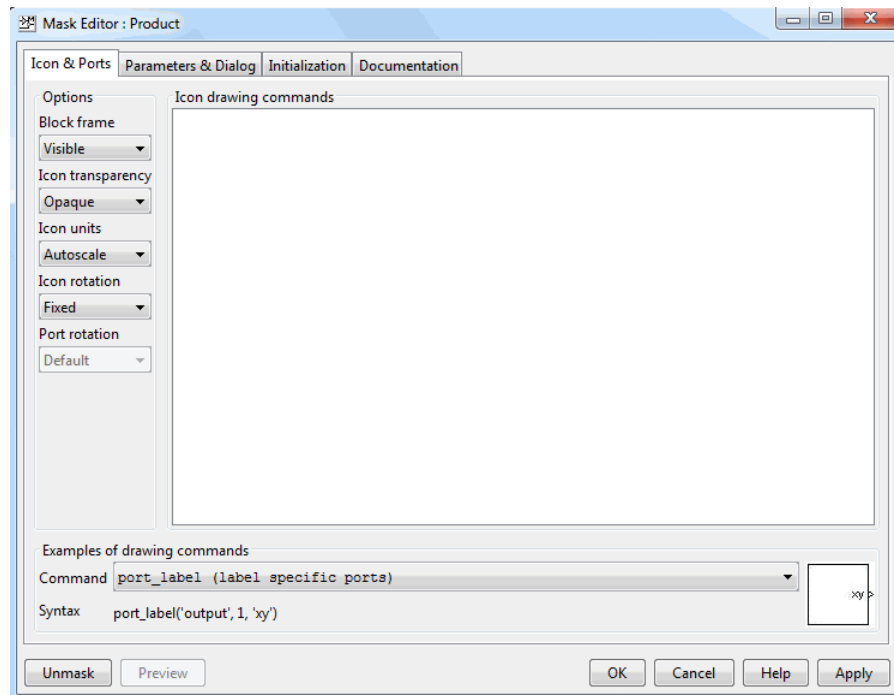 Mask Editor : Product
Icon & Ports Parameters & Dialog Initialization Documentation
Options
Block frame
Visible
Icon transparency
Opaque
Icon units
Autoscale
Icon rotation
Fixed
Port rotation
Default
Icon drawing commands
Examples of drawing commands
Command port_label (label specific ports)
Syntax port_label('output', 1, 'xy')
xy
Unmask Preview OK Cancel Help Apply